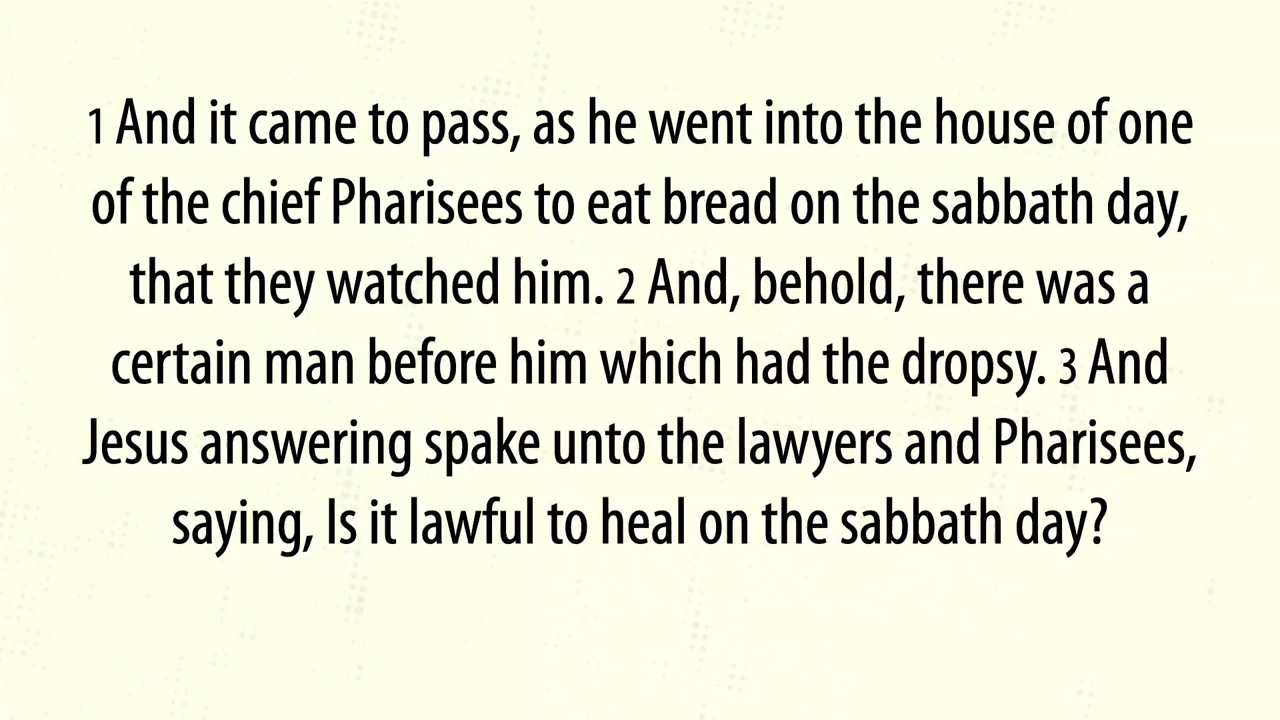 1 And it came to pass, as he went into the house of one
of the chief Pharisees to eat bread on the sabbath day,
that they watched him. 2 And, behold, there was a
certain man before him which had the dropsy. 3 And
Jesus answering spake unto the lawyers and Pharisees,
saying, Is it lawful to heal on the sabbath day?